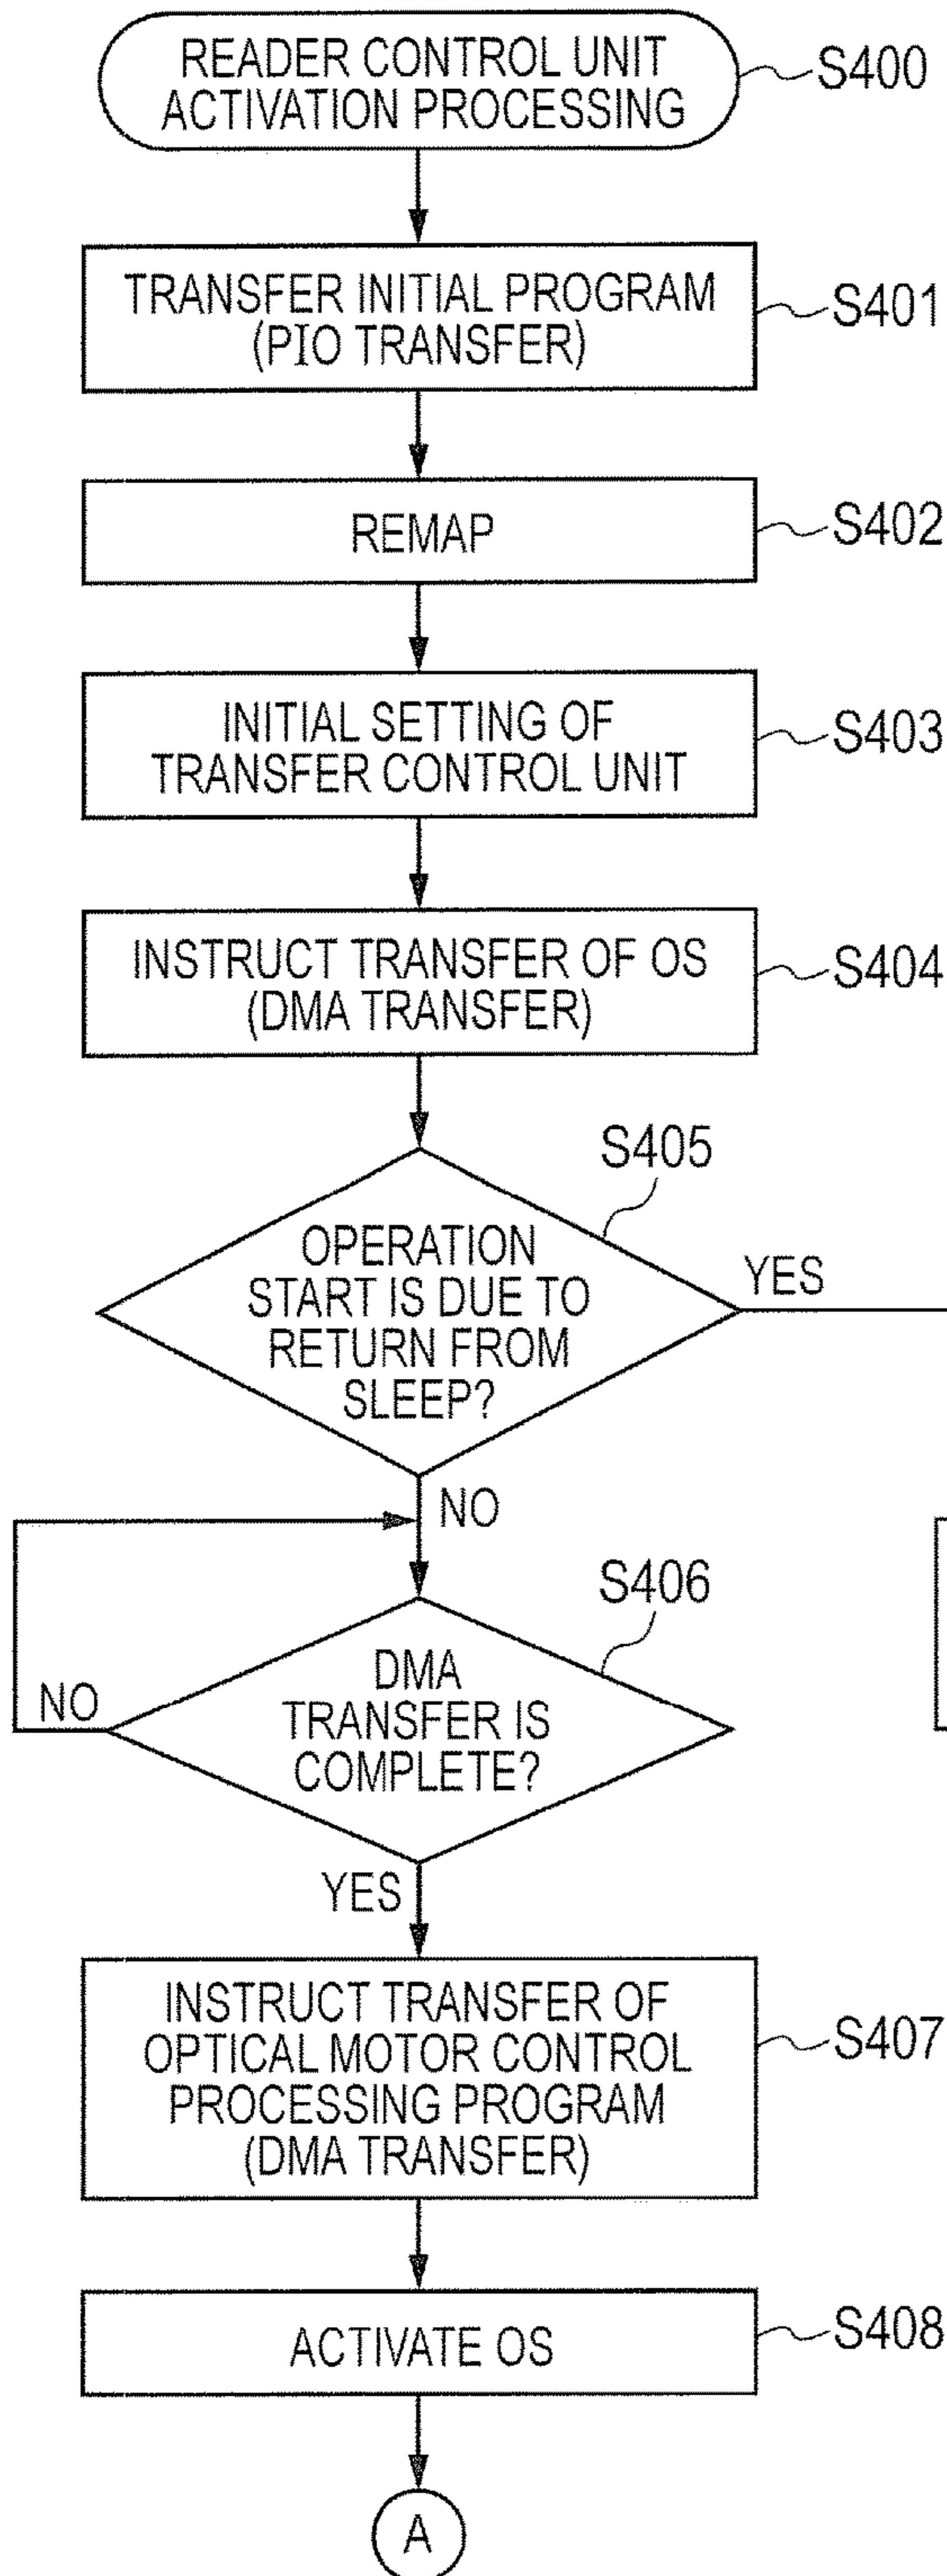 READER CONTROL UNIT
ACTIVATION PROCESSING
S400
TRANSFER INITIAL PROGRAM
(PIO TRANSFER)
S401
REMAP
S402
INITIAL SETTING OF
TRANSFER CONTROL UNIT
S403
INSTRUCT TRANSFER OF OS
(DMA TRANSFER)
S404
S405
OPERATION
START IS DUE TO
RETURN FROM
SLEEP?
YES
NO
S406
DMA
TRANSFER IS
COMPLETE?
NO
YES
INSTRUCT TRANSFER OF
OPTICAL MOTOR CONTROL
PROCESSING PROGRAM
(DMA TRANSFER)
S407
ACTIVATE OS
S408
A